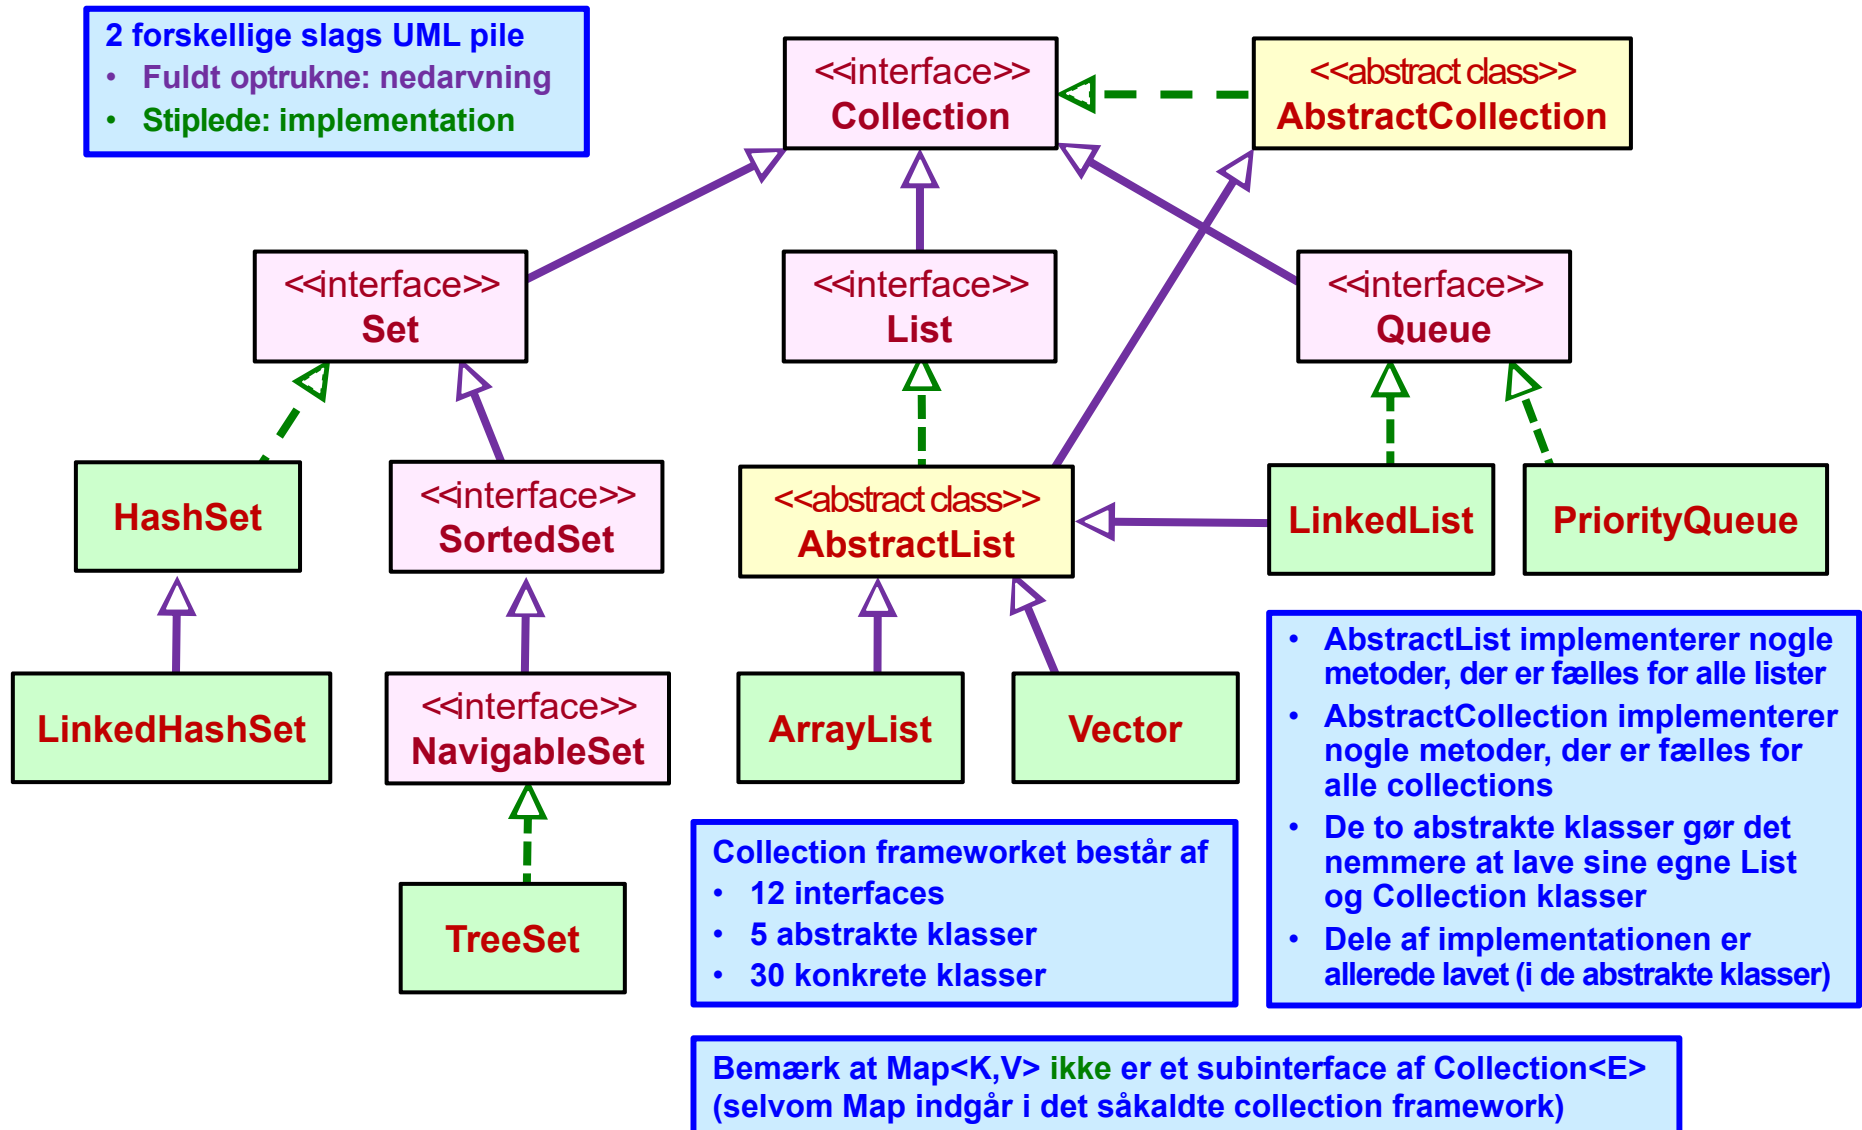 2 forskellige slags UML pile
• Fuldt optrukne: nedarvning
• Stiplede: implementation
<<interface>>
Collection
<<abstract class>>
AbstractCollection
<<interface>>
Set
<<interface>>
List
<<interface>>
Queue
HashSet
<<interface>>
SortedSet
<<abstract class>>
AbstractList
LinkedList
PriorityQueue
LinkedHashSet
<<interface>>
NavigableSet
ArrayList
Vector
TreeSet
• AbstractList implementerer nogle
metoder, der er fælles for alle lister
• AbstractCollection implementerer
nogle metoder, der er fælles for
alle collections
• De to abstrakte klasser gør det
nemmere at lave sine egne List
og Collection klasser
• Dele af implementationen er
allerede lavet (i de abstrakte klasser)
Collection frameworket består af
• 12 interfaces
• 5 abstrakte klasser
• 30 konkrete klasser
Bemærk at Map<K,V> ikke er et subinterface af Collection<E>
(selvom Map indgår i det såkaldte collection framework)